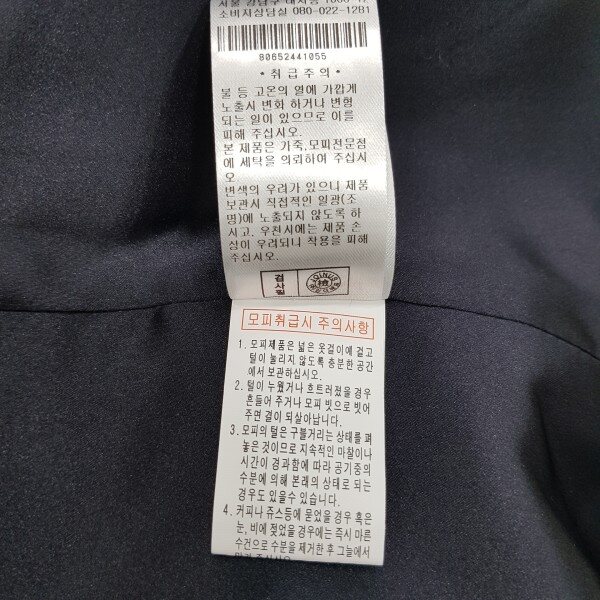 서울 강남구 대치동 1000
소비자상담실 080-022-1281
80652441055
* 취 급 주 의 *
불 등 고온의 열에 가깝게
노출시 변화 하거나 변형
되는 일이 있으므로 이를
피해 주십시오.
본 제품은 가죽,모피전문점
에 세탁을 의뢰하여 주십시
오
변색의 우려가 있으니 제품
보관시 직접적인 일광(조
명)에 노출되지 않도록 하
시고, 우천시에는 제품 손
상이 우려되니 착용을 피해
주십시오.
검사필
JOINUS
檢
모피취급시 주의사항
1. 모피제품은 넓은 옷걸이에 걸고
털이 눌리지 않도록 충분한 공간
에서 보관하십시오.
2. 털이 누웠거나 흐트러졌을 경우
흔들어 주거나 모피 빗으로 빗어
주면 결이 되살아납니다.
3. 모피의 털은 구불거리는 상태를 펴
놓은것이므로 지속적인 마찰이나
시간이 경과함에 따라 공기중의
수분에 의해 본래의 상태로 되는
경우도 있을수 있습니다.
4. 커피나 쥬스등에 묻었을 경우 혹은
눈, 비에 젖었을 경우에는 즉시 마른
수건으로 수분을 제거한 후 그늘에서